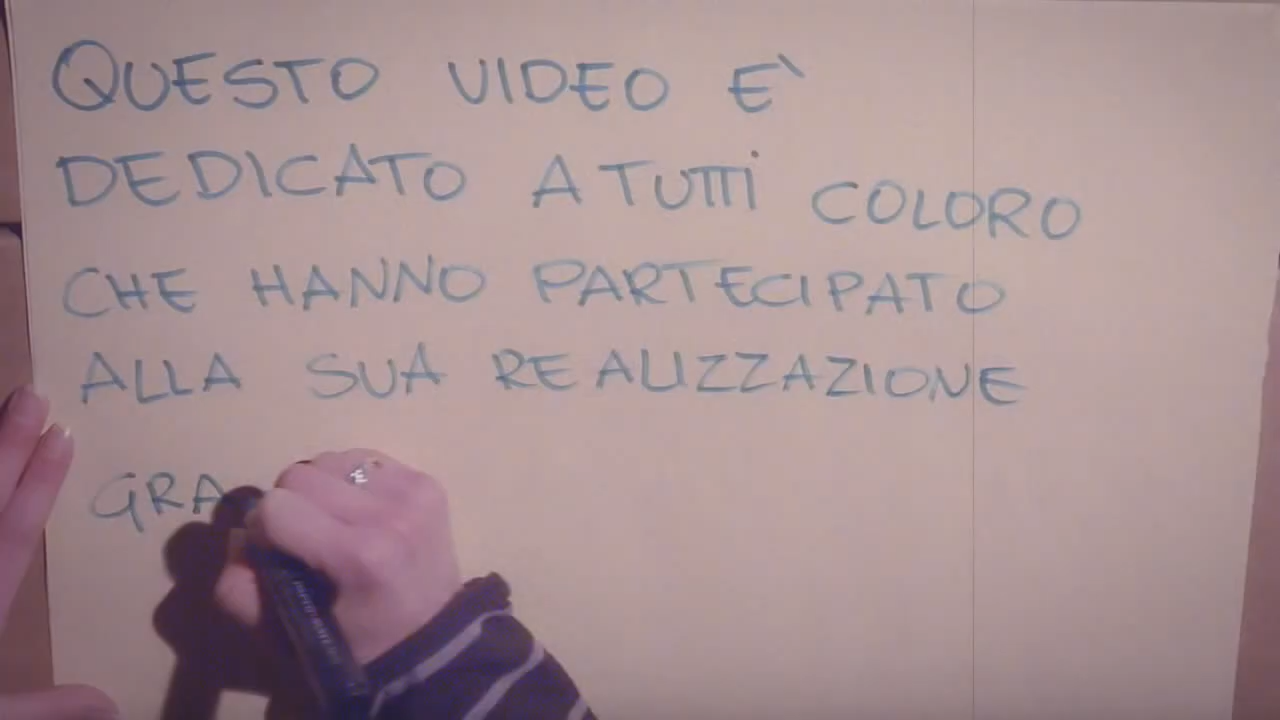 QUESTO VIDEO E`
DEDICATO A TUTTI COLORO
CHE HANNO PARTECIPATO
ALLA SUA REALIZZAZIONE
GRA